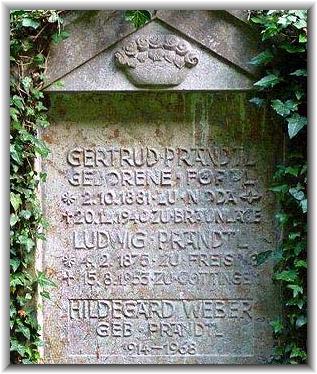 GERTRUD·PRANDTL
GEBORENE FÖPPL
* 2.10.1881·ZU·NIDDA
✝ 20.1.1940 ZU BRAUNLAGE
LUDWIG·PRANDTL
* 4.2.1875·ZU·FREISING
✝ 15.8.1953·ZU·GÖTTINGEN
HILDEGARD WEBER
GEB·PRANDTL
1914–1968